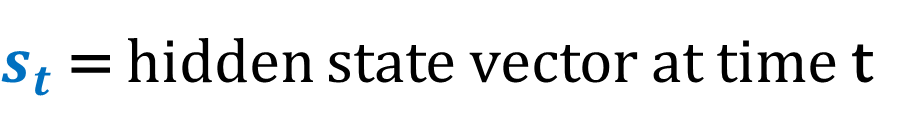 s_t = hidden state vector at time t